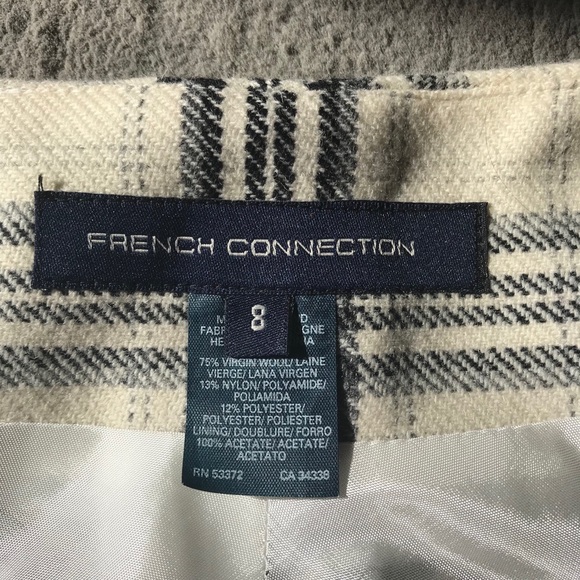 FRENCH CONNECTION
8
75% VIRGIN WOOL/LAINE
VIERGE/LANA VIRGEN
13% NYLON/POLYAMIDE/
POLIAMIDA
12% POLYESTER/
POLYESTER/POLIESTER
LINING/DOUBLURE/FORRO
100% ACETATE/ACETATE/
ACETATO
RN 53372 CA 34338